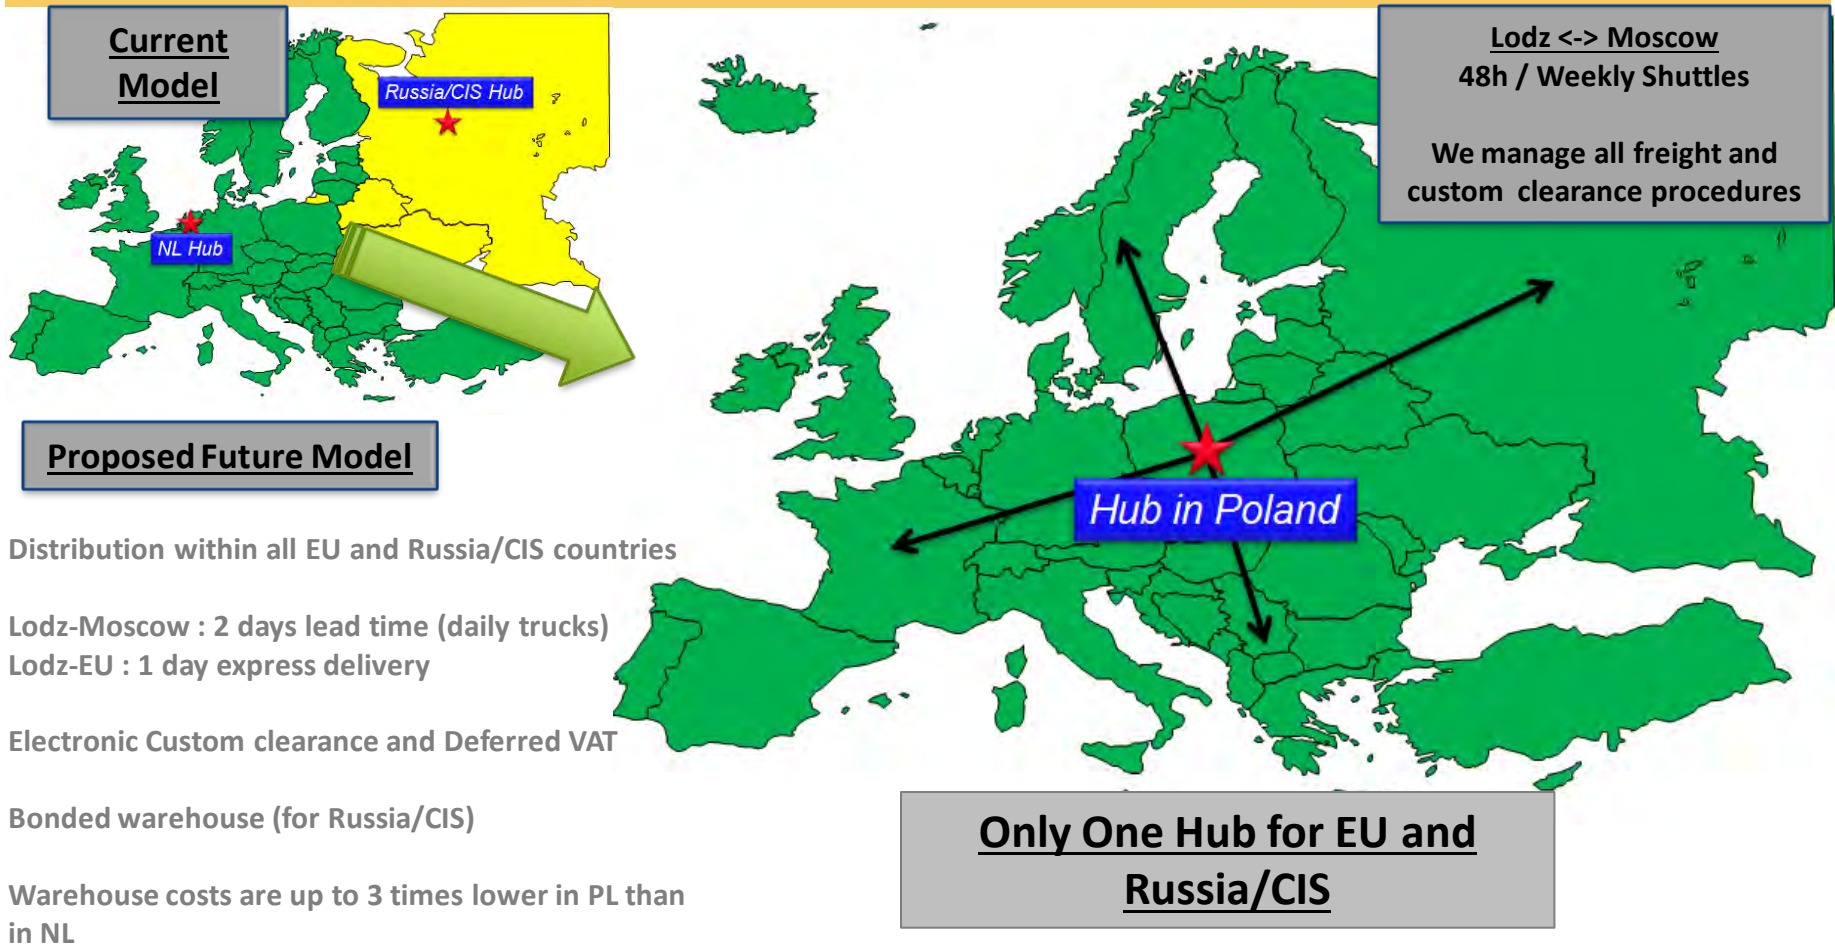 Current
Model
Russia/CIS Hub
NL Hub
Lodz <-> Moscow
48h / Weekly Shuttles
We manage all freight and
custom clearance procedures
Proposed Future Model
Distribution within all EU and Russia/CIS countries
Lodz-Moscow : 2 days lead time (daily trucks)
Lodz-EU : 1 day express delivery
Electronic Custom clearance and Deferred VAT
Bonded warehouse (for Russia/CIS)
Warehouse costs are up to 3 times lower in PL than
in NL
Hub in Poland
Only One Hub for EU and
Russia/CIS